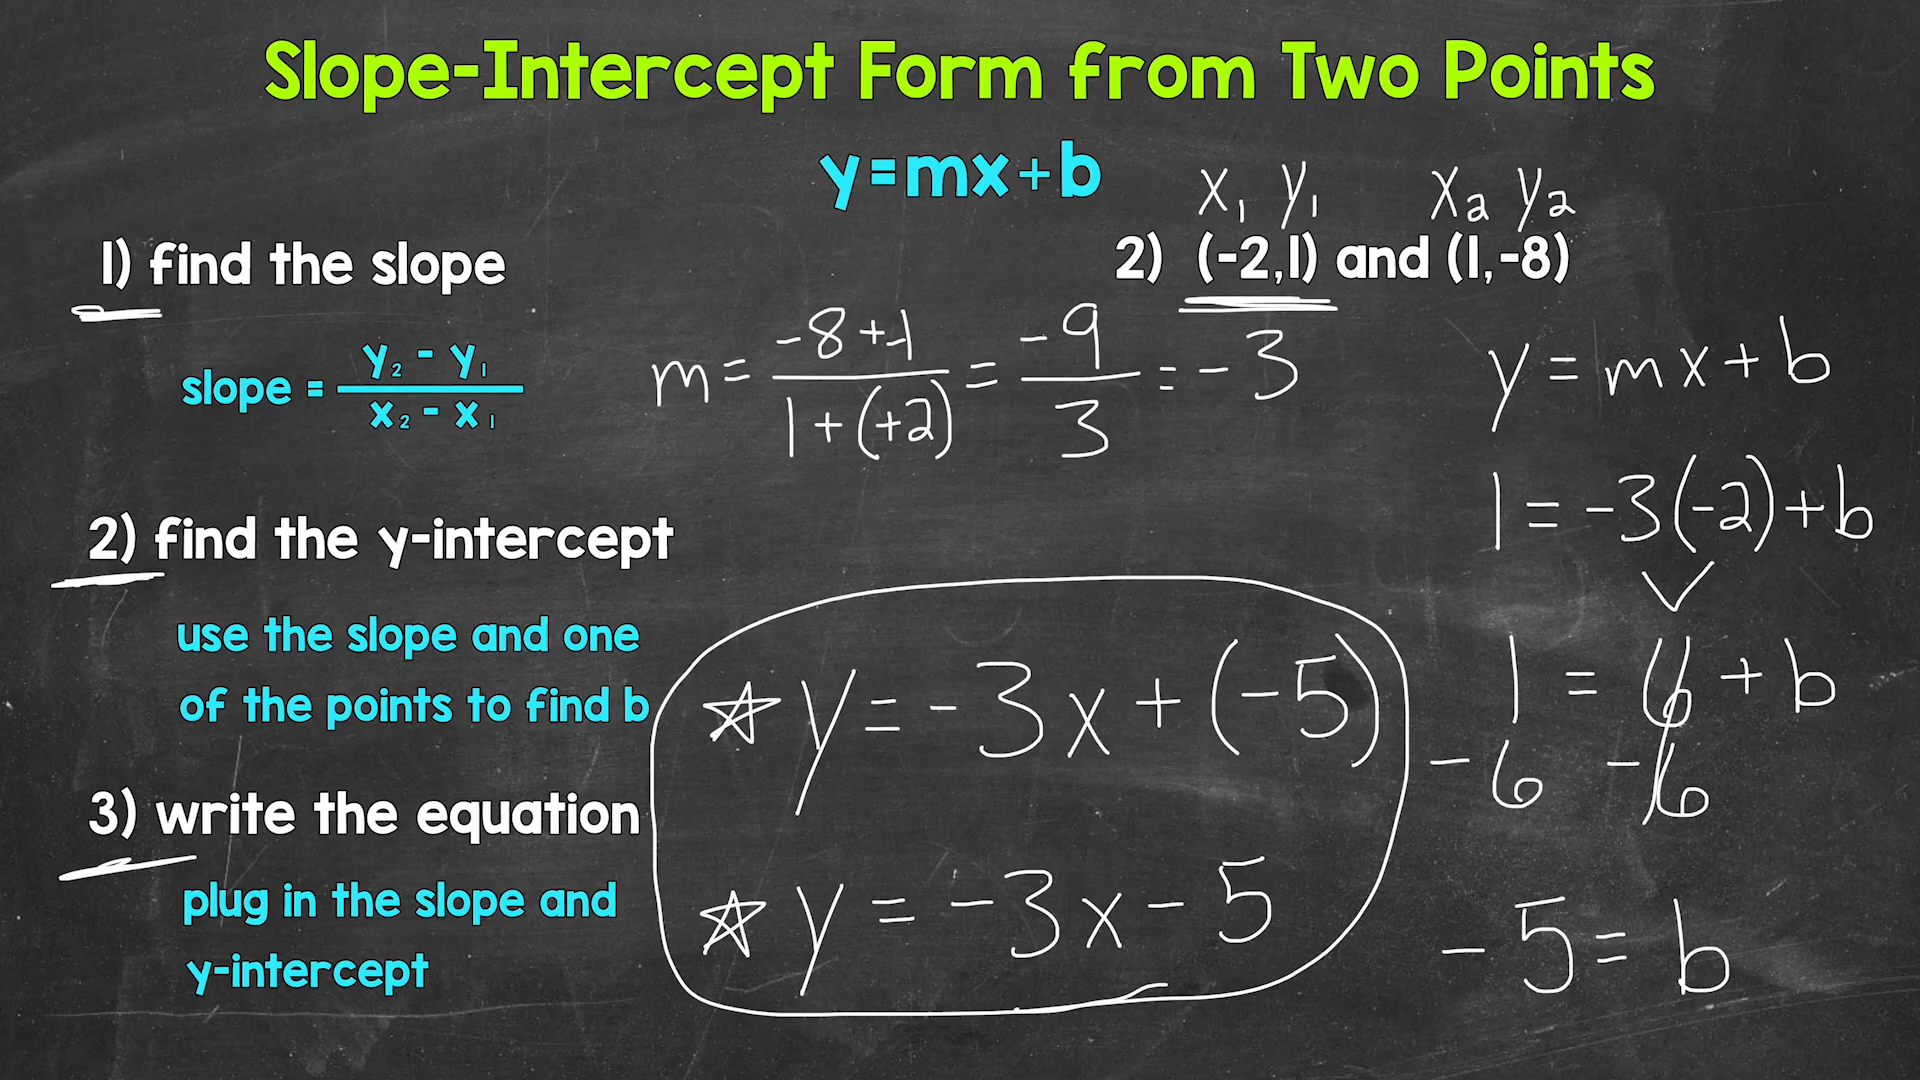 Slope-Intercept Form from Two Points
y=mx+b
1) find the slope
slope = y₂ - y₁ / x₂ - x₁
2) find the y-intercept
use the slope and one
of the points to find b
3) write the equation
plug in the slope and
y-intercept
x₁ y₁ x₂ y₂
2) (-2,1) and (1,-8)
m = -8+-1 / 1+(+2) = -9 / 3 = -3
y = mx + b
1 = -3(-2)+b
1 = 6 + b
-6 -6
-5 = b
☆ y = -3x + (-5)
☆ y = -3x - 5